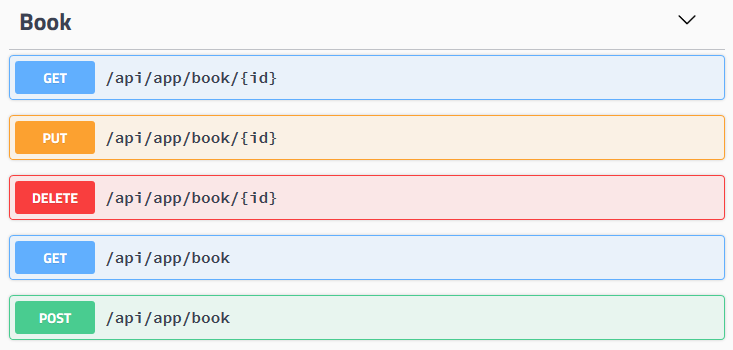 Book
GET /api/app/book/{id}
PUT /api/app/book/{id}
DELETE /api/app/book/{id}
GET /api/app/book
POST /api/app/book